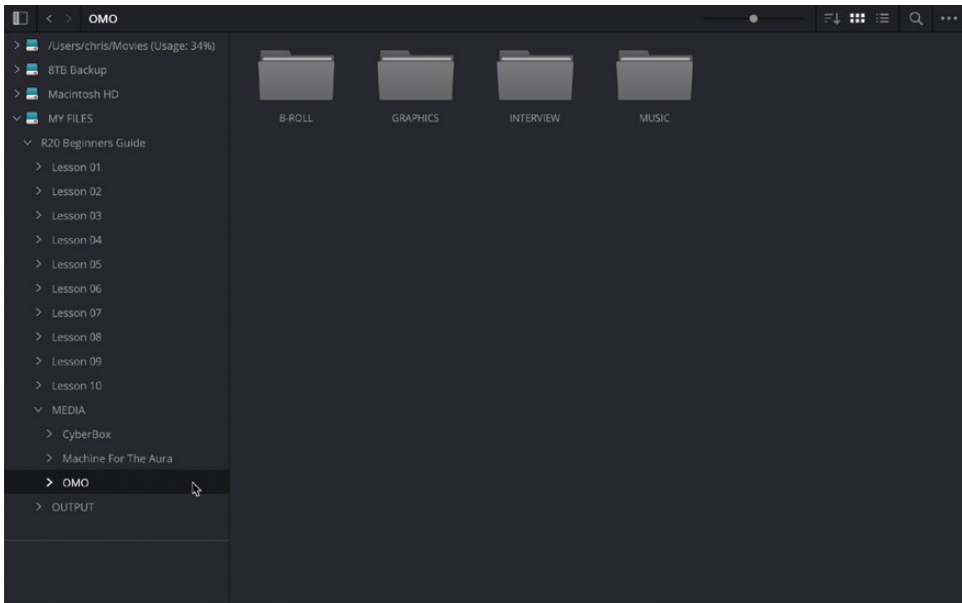 OMO
/Users/chris/Movies (Usage: 34%)
8TB Backup
Macintosh HD
MY FILES
R20 Beginners Guide
Lesson 01
Lesson 02
Lesson 03
Lesson 04
Lesson 05
Lesson 06
Lesson 07
Lesson 08
Lesson 09
Lesson 10
MEDIA
CyberBox
Machine For The Aura
OMO
OUTPUT
B-ROLL
GRAPHICS
INTERVIEW
MUSIC